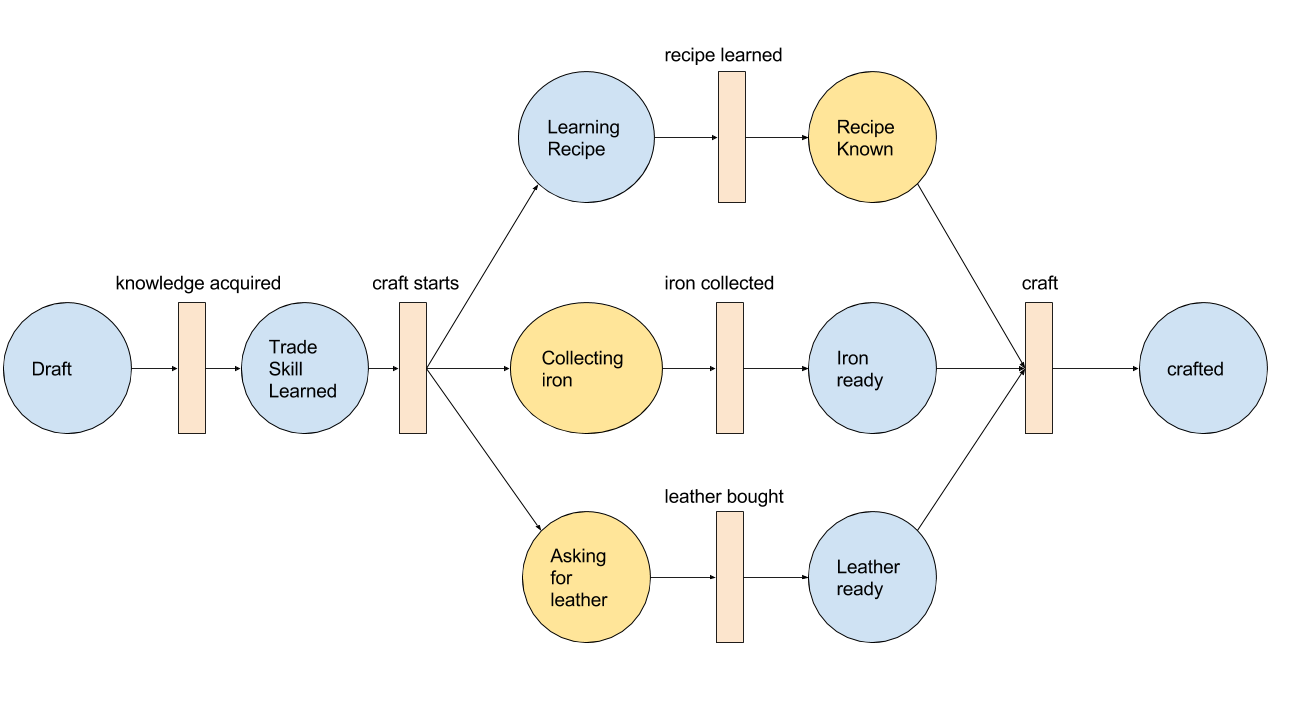 recipe learned
Learning
Recipe
Recipe
Known
knowledge acquired
craft starts
iron collected
craft
Draft
Trade
Skill
Learned
Collecting
iron
Iron
ready
crafted
leather bought
Asking
for
leather
Leather
ready